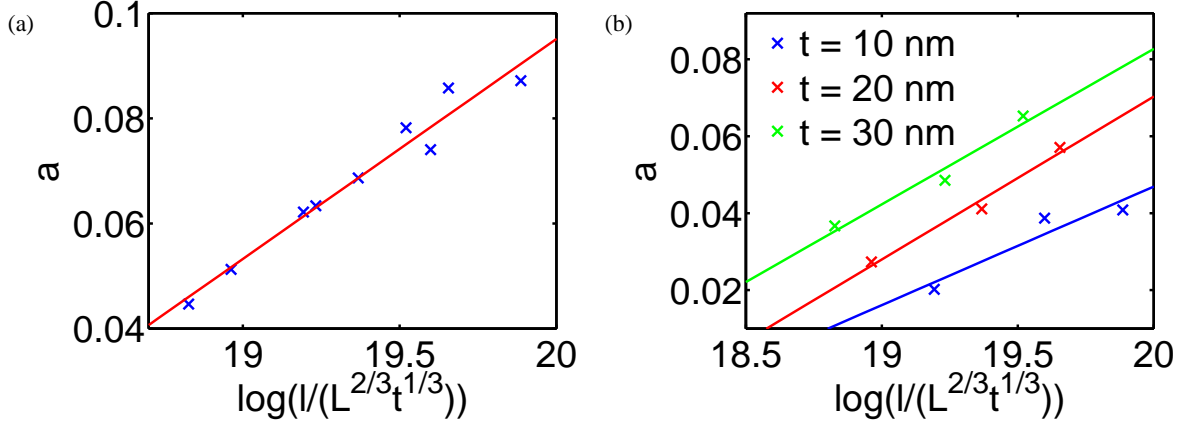 (a)
0.1
0.08
0.06
0.04
a
19
19.5
20
log(l/(L^{2/3}t^{1/3}))
(b)
0.08
0.06
0.04
0.02
a
t = 10 nm
t = 20 nm
t = 30 nm
18.5
19
19.5
20
log(l/(L^{2/3}t^{1/3}))